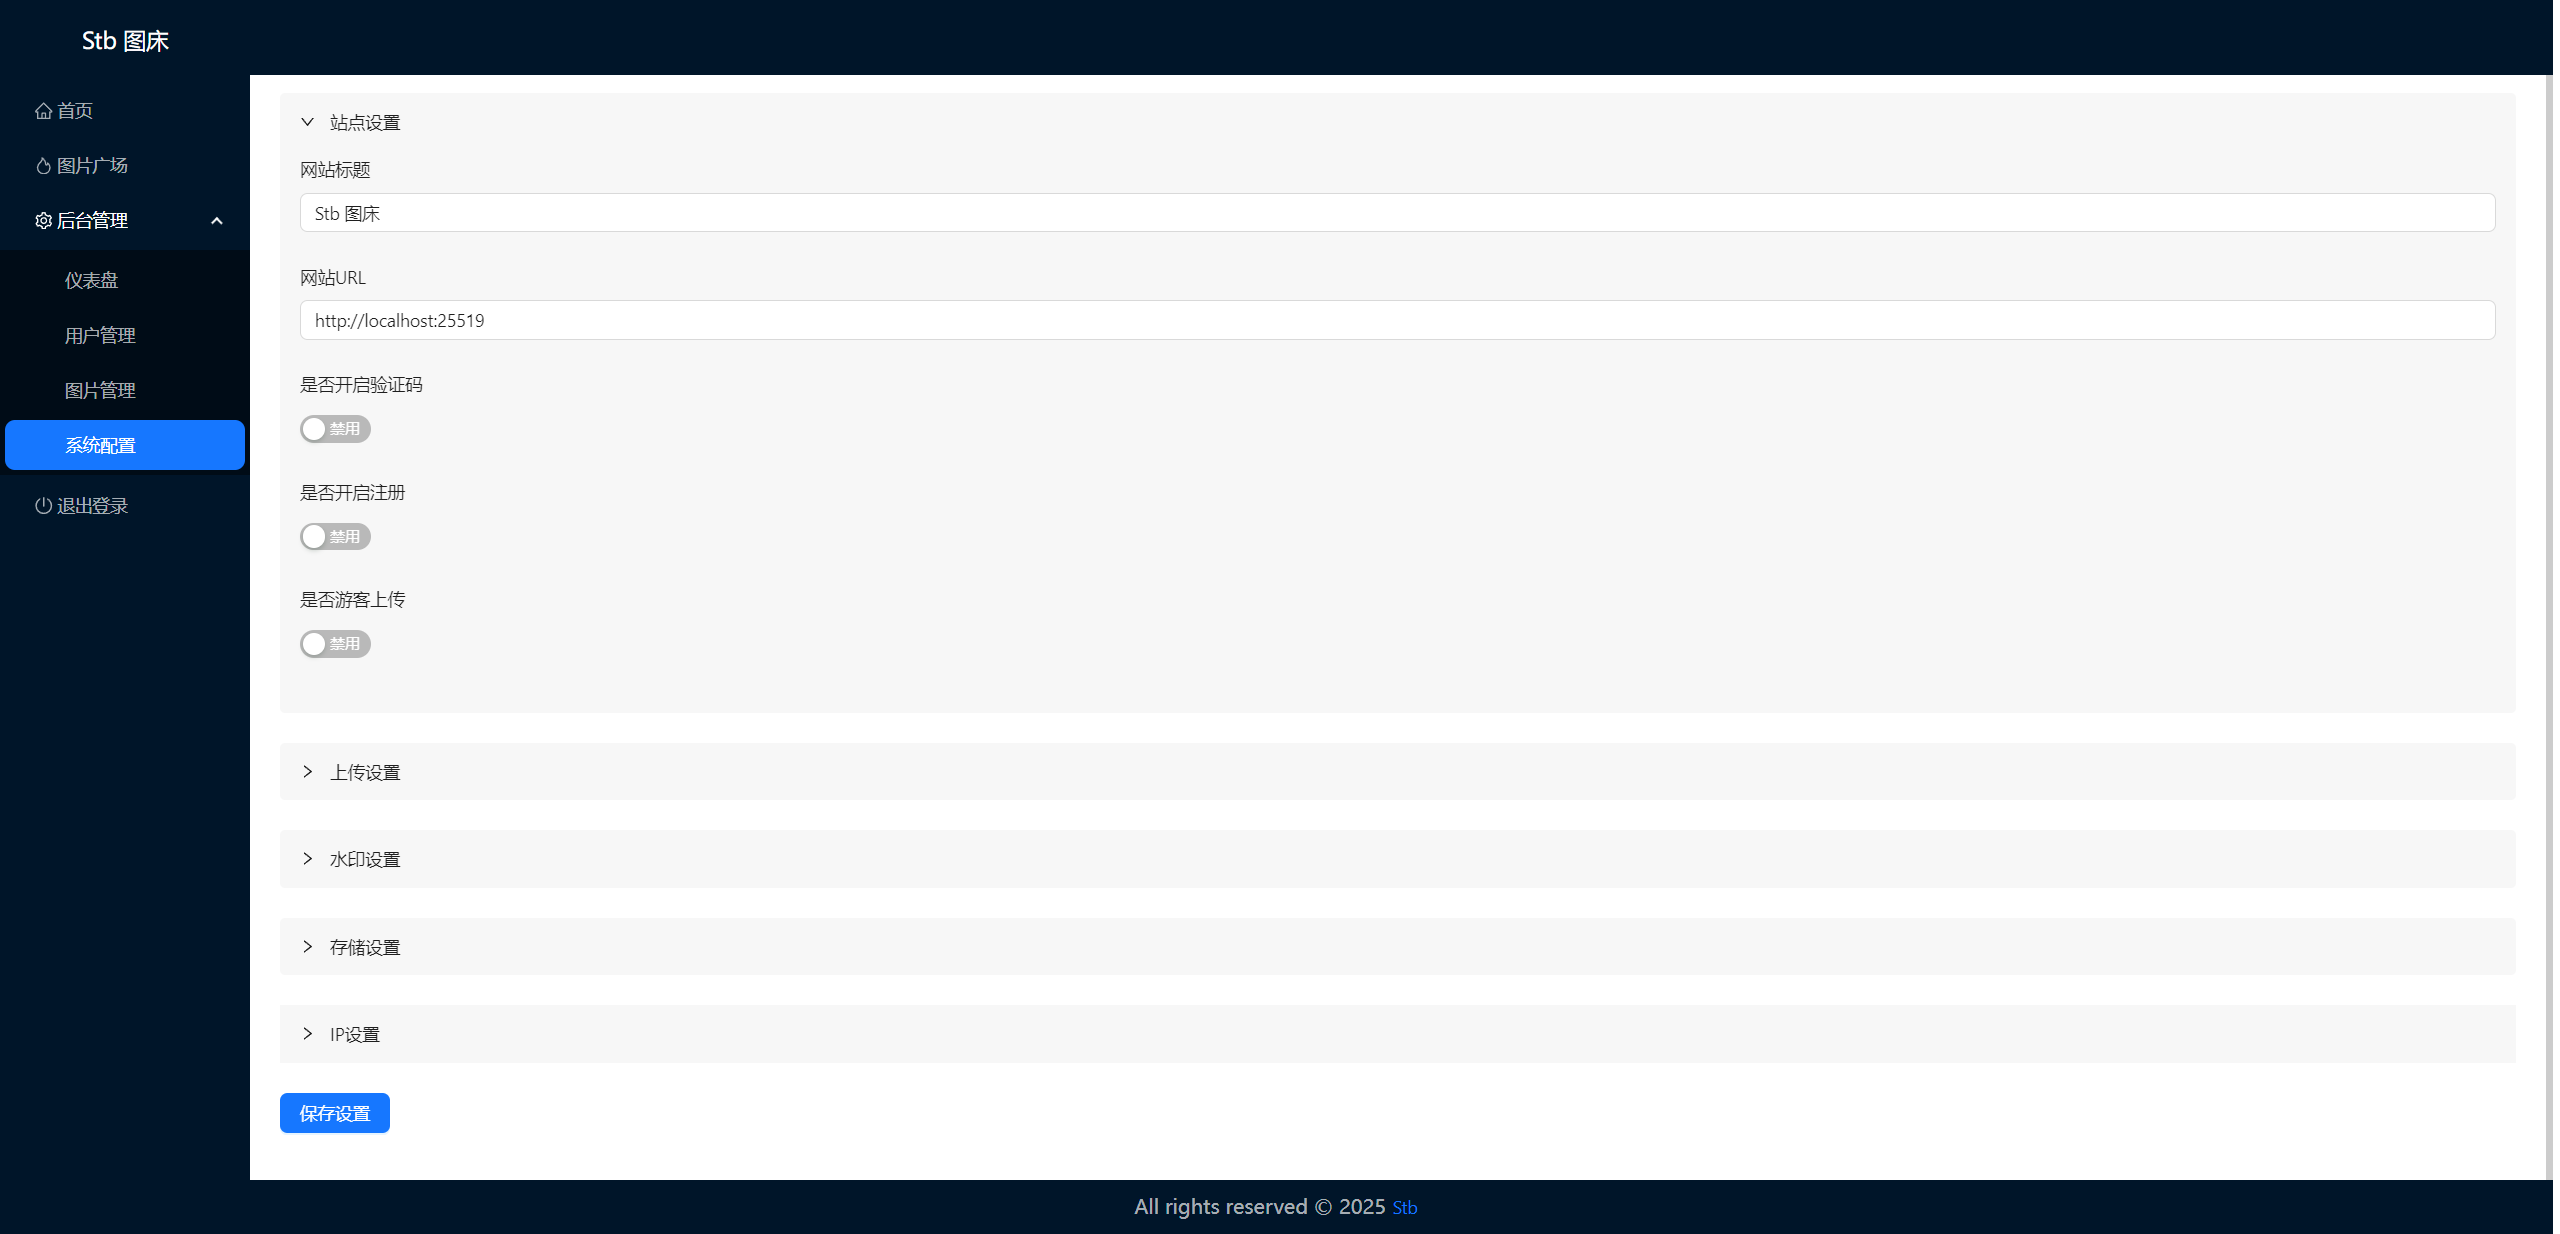 Stb 图床
首页
图片广场
后台管理
仪表盘
用户管理
图片管理
系统配置
退出登录
站点设置
网站标题
Stb 图床
网站URL
http://localhost:25519
是否开启验证码
禁用
是否开启注册
禁用
是否游客上传
禁用
上传设置
水印设置
存储设置
IP设置
保存设置
All rights reserved © 2025 Stb